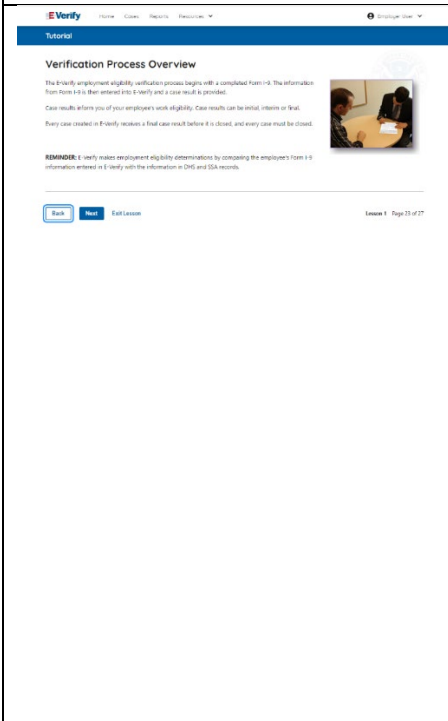 E-Verify Home Cases Reports Resources Employer User
Tutorial
Verification Process Overview
The E-Verify employment eligibility verification process begins with a completed Form I-9. The information
from Form I-9 is then entered into E-Verify and a case result is provided.
Case results inform you of your employee's work eligibility. Case results can be initial, interim or final.
Every case created in E-Verify receives a final case result before it is closed, and every case must be closed.
REMINDER: E-Verify makes employment eligibility determinations by comparing the employee's Form I-9
information entered in E-Verify with the information in DHS and SSA records.
Back Next Exit Lesson Lesson 1 Page 23 of 27